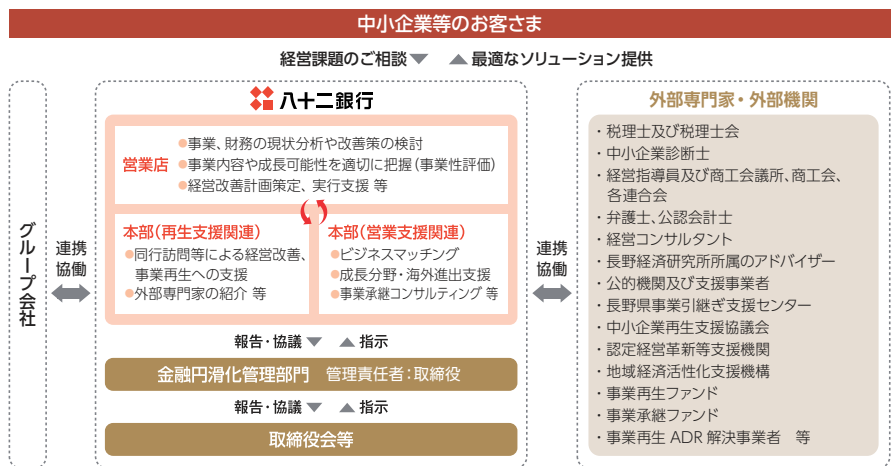 中小企業等のお客さま
経営課題のご相談▼ ▲最適なソリューション提供
グループ会社
連携
協働
八十二銀行
営業店
●事業、財務の現状分析や改善策の検討
●事業内容や成長可能性を適切に把握(事業性評価)
●経営改善計画策定、実行支援 等
本部(再生支援関連)
●同行訪問等による経営改善、
事業再生への支援
●外部専門家の紹介 等
本部(営業支援関連)
●ビジネスマッチング
●成長分野・海外進出支援
●事業承継コンサルティング 等
報告・協議▼ ▲指示
金融円滑化管理部門 管理責任者:取締役
報告・協議▼ ▲指示
取締役会等
連携
協働
外部専門家・外部機関
・税理士及び税理士会
・中小企業診断士
・経営指導員及び商工会議所、商工会、
各連合会
・弁護士、公認会計士
・経営コンサルタント
・長野経済研究所所属のアドバイザー
・公的機関及び支援事業者
・長野県事業引継ぎ支援センター
・中小企業再生支援協議会
・認定経営革新等支援機関
・地域経済活性化支援機構
・事業再生ファンド
・事業承継ファンド
・事業再生 ADR 解決事業者 等